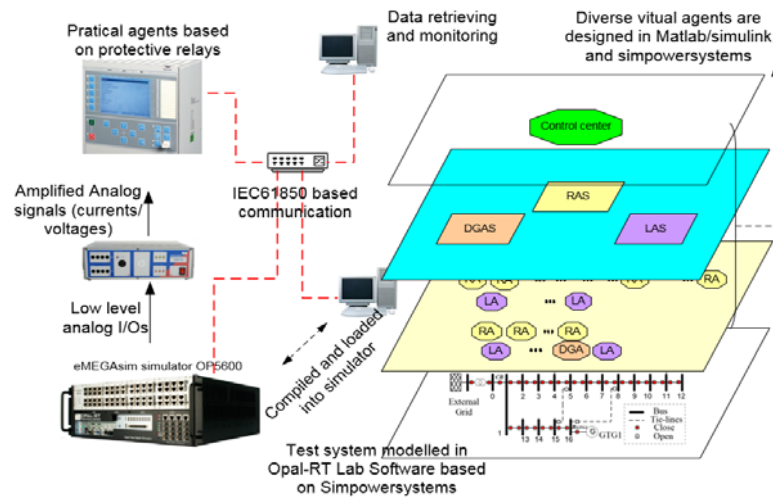 Pratical agents based
on protective relays
Data retrieving
and monitoring
Diverse vitual agents are
designed in Matlab/simulink
and simpowersystems
Control center
IEC61850 based
communication
RAS
DGAS
LAS
Amplified Analog
signals (currents/
voltages)
Low level
analog I/Os
RA RA RA RA
LA LA
RA RA RA
LA DGA LA
Compiled and loaded
into simulator
eMEGAsim simulator OP5600
External
Grid
0 2 3 4 5 6 7 8 9 10 11 12
1 13 14 15 16
GTG1
Bus
Tie-lines
Close
Open
Test system modelled in
Opal-RT Lab Software based
on Simpowersystems